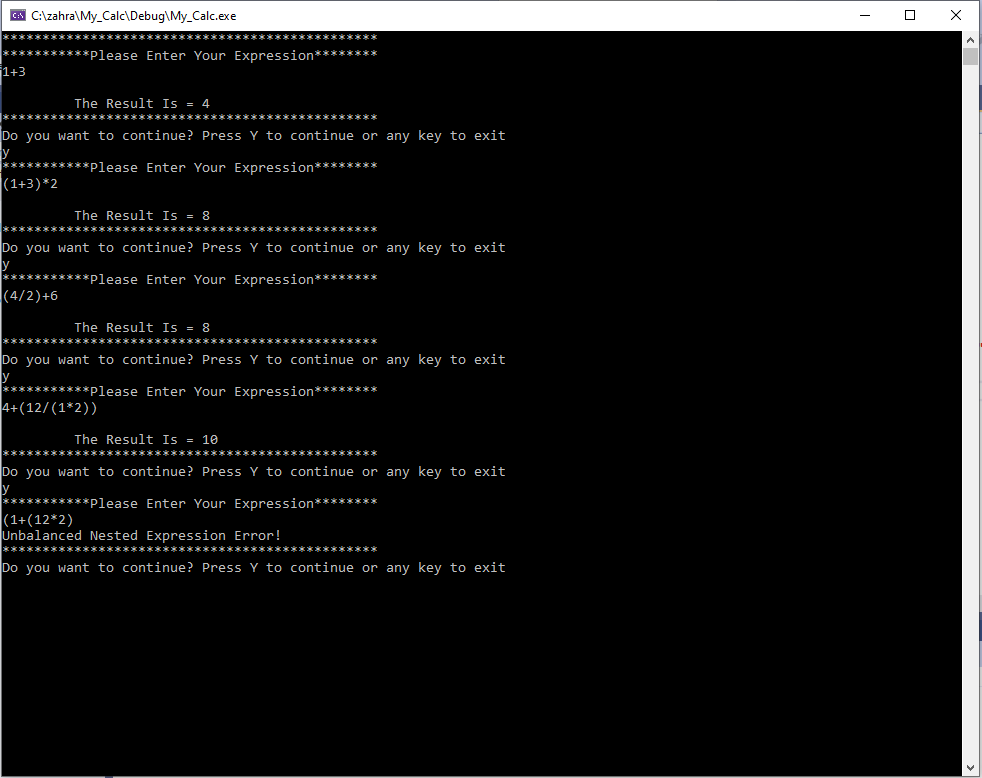 C:\zahra\My_Calc\Debug\My_Calc.exe
***********************************************
***********Please Enter Your Expression********
1+3
The Result Is = 4
***********************************************
Do you want to continue? Press Y to continue or any key to exit
y
***********Please Enter Your Expression********
(1+3)*2
The Result Is = 8
***********************************************
Do you want to continue? Press Y to continue or any key to exit
y
***********Please Enter Your Expression********
(4/2)+6
The Result Is = 8
***********************************************
Do you want to continue? Press Y to continue or any key to exit
y
***********Please Enter Your Expression********
4+(12/(1*2))
The Result Is = 10
***********************************************
Do you want to continue? Press Y to continue or any key to exit
y
***********Please Enter Your Expression********
(1+(12*2)
Unbalanced Nested Expression Error!
***********************************************
Do you want to continue? Press Y to continue or any key to exit